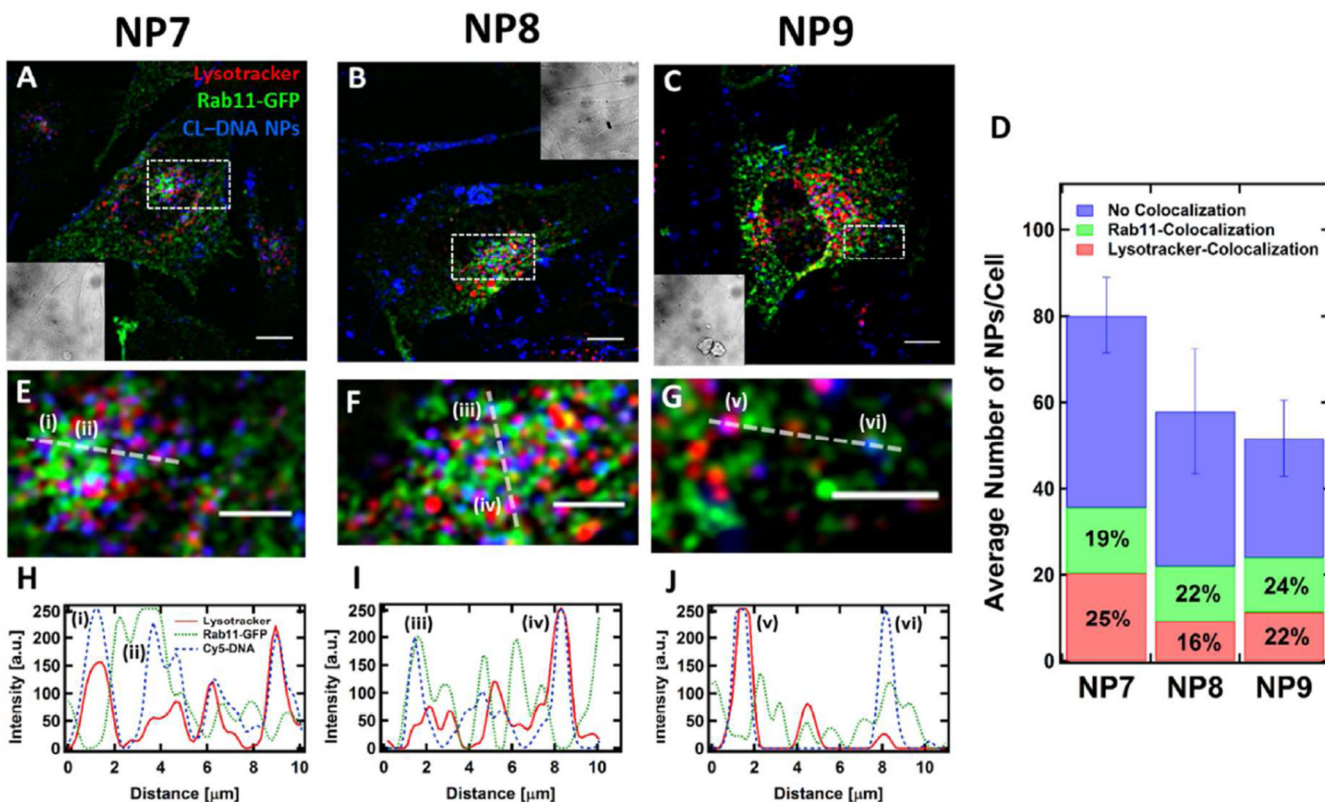 NP7
NP8
NP9
A
Lysotracker
Rab11-GFP
CL–DNA NPs
B
C
D
Average Number of NPs/Cell
100
80
60
40
20
0
No Colocalization
Rab11-Colocalization
Lysotracker-Colocalization
19%
25%
22%
16%
24%
22%
NP7
NP8
NP9
E
(i)
(ii)
F
(iii)
(iv)
G
(v)
(vi)
H
Intensity [a.u.]
250
200
150
100
50
0
(i)
(ii)
Lysotracker
Rab11-GFP
Cy5-DNA
0 2 4 6 8 10
Distance [μm]
I
Intensity [a.u.]
250
200
150
100
50
0
(iii)
(iv)
0 2 4 6 8 10
Distance [μm]
J
Intensity [a.u.]
250
200
150
100
50
0
(v)
(vi)
0 2 4 6 8 10
Distance [μm]